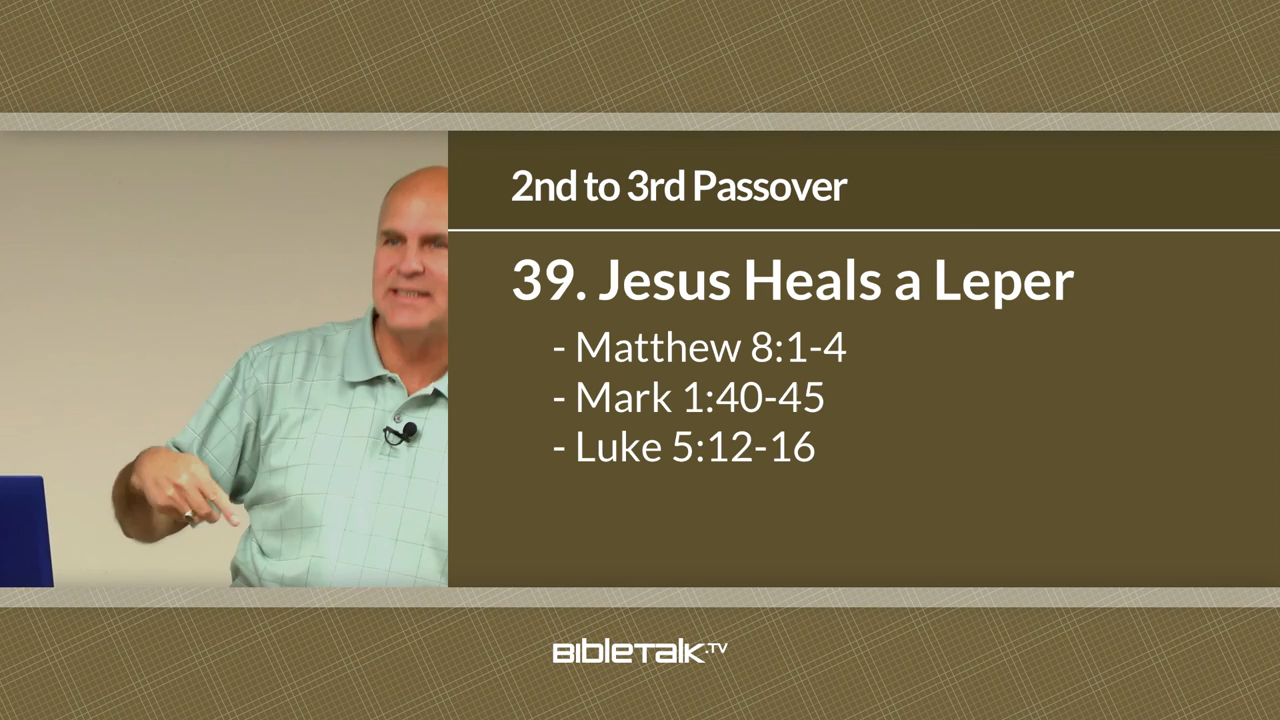 2nd to 3rd Passover
39. Jesus Heals a Leper
- Matthew 8:1-4
- Mark 1:40-45
- Luke 5:12-16
BIBLETALK.TV